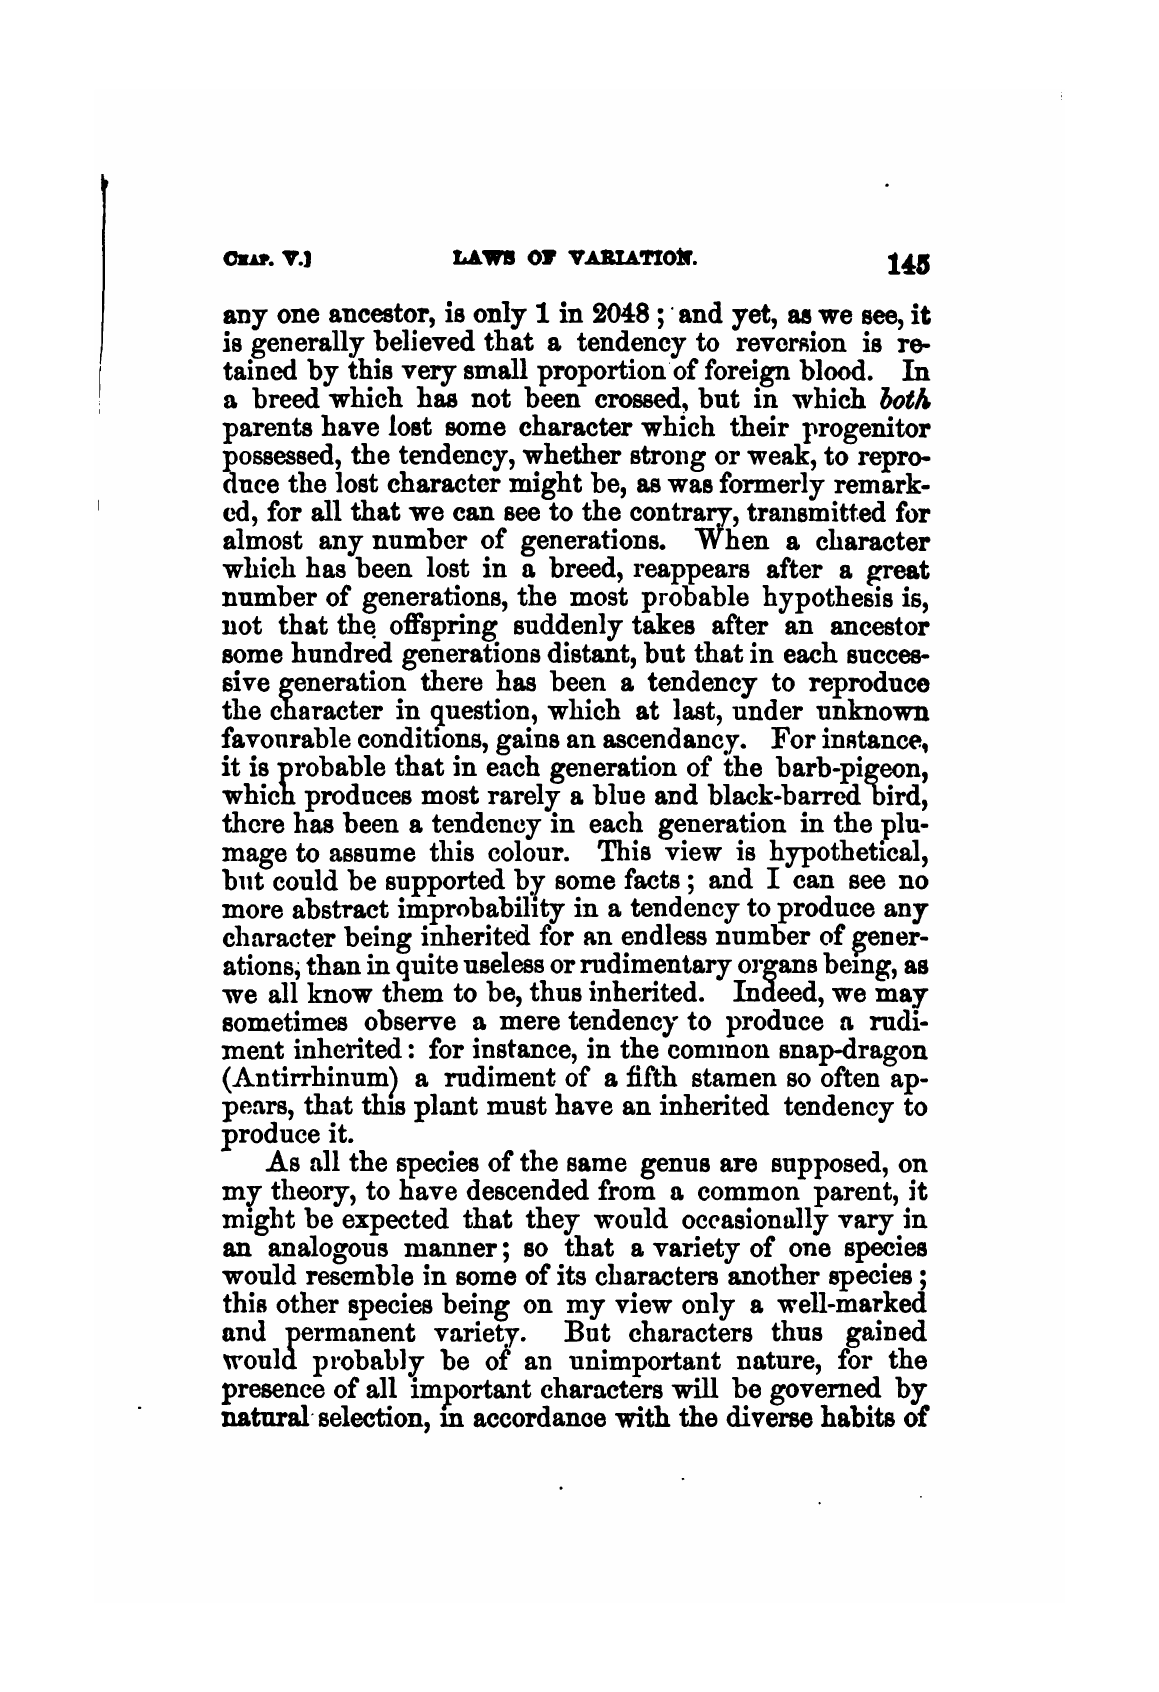 CHAP. V.] LAWS OF VARIATION. 145
any one ancestor, is only 1 in 2048 ; and yet, as we see, it
is generally believed that a tendency to reversion is re-
tained by this very small proportion of foreign blood. In
a breed which has not been crossed, but in which both
parents have lost some character which their progenitor
possessed, the tendency, whether strong or weak, to repro-
duce the lost character might be, as was formerly remark-
ed, for all that we can see to the contrary, transmitted for
almost any number of generations. When a character
which has been lost in a breed, reappears after a great
number of generations, the most probable hypothesis is,
not that the offspring suddenly takes after an ancestor
some hundred generations distant, but that in each succes-
sive generation there has been a tendency to reproduce
the character in question, which at last, under unknown
favourable conditions, gains an ascendancy. For instance,
it is probable that in each generation of the barb-pigeon,
which produces most rarely a blue and black-barred bird,
there has been a tendency in each generation in the plu-
mage to assume this colour. This view is hypothetical,
but could be supported by some facts ; and I can see no
more abstract improbability in a tendency to produce any
character being inherited for an endless number of gener-
ations, than in quite useless or rudimentary organs being, as
we all know them to be, thus inherited. Indeed, we may
sometimes observe a mere tendency to produce a rudi-
ment inherited : for instance, in the common snap-dragon
(Antirrhinum) a rudiment of a fifth stamen so often ap-
pears, that this plant must have an inherited tendency to
produce it.
As all the species of the same genus are supposed, on
my theory, to have descended from a common parent, it
might be expected that they would occasionally vary in
an analogous manner ; so that a variety of one species
would resemble in some of its characters another species ;
this other species being on my view only a well-marked
and permanent variety. But characters thus gained
would probably be of an unimportant nature, for the
presence of all important characters will be governed by
natural selection, in accordance with the diverse habits of